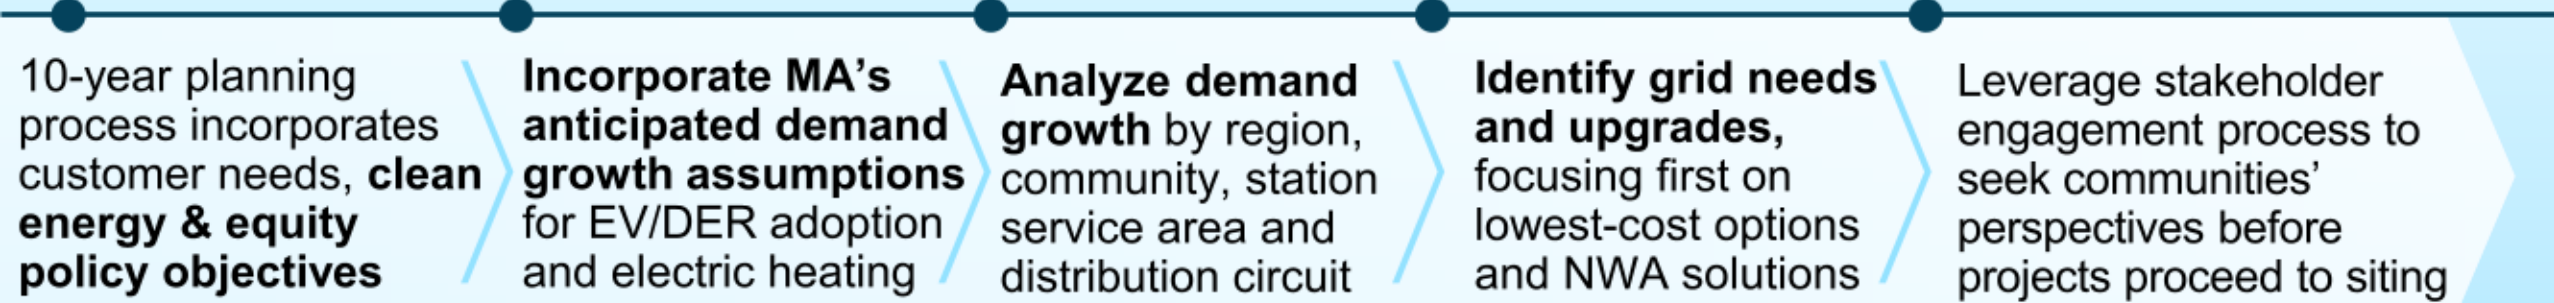 10-year planning
process incorporates
customer needs, clean
energy & equity
policy objectives
Incorporate MA’s
anticipated demand
growth assumptions
for EV/DER adoption
and electric heating
Analyze demand
growth by region,
community, station
service area and
distribution circuit
Identify grid needs
and upgrades,
focusing first on
lowest-cost options
and NWA solutions
Leverage stakeholder
engagement process to
seek communities’
perspectives before
projects proceed to siting